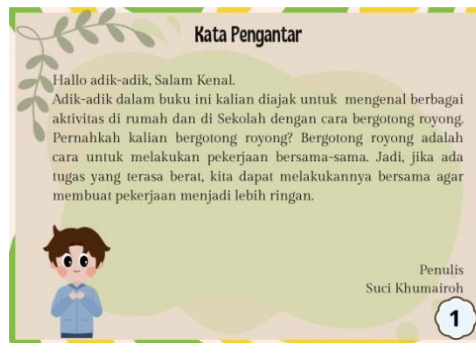 Kata Pengantar
Hallo adik-adik, Salam Kenal.
Adik-adik dalam buku ini kalian diajak untuk mengenal berbagai
aktivitas di rumah dan di Sekolah dengan cara bergotong royong.
Pernahkah kalian bergotong royong? Bergotong royong adalah
cara untuk melakukan pekerjaan bersama-sama. Jadi, jika ada
tugas yang terasa berat, kita dapat melakukannya bersama agar
membuat pekerjaan menjadi lebih ringan.
Penulis
Suci Khumairoh
1